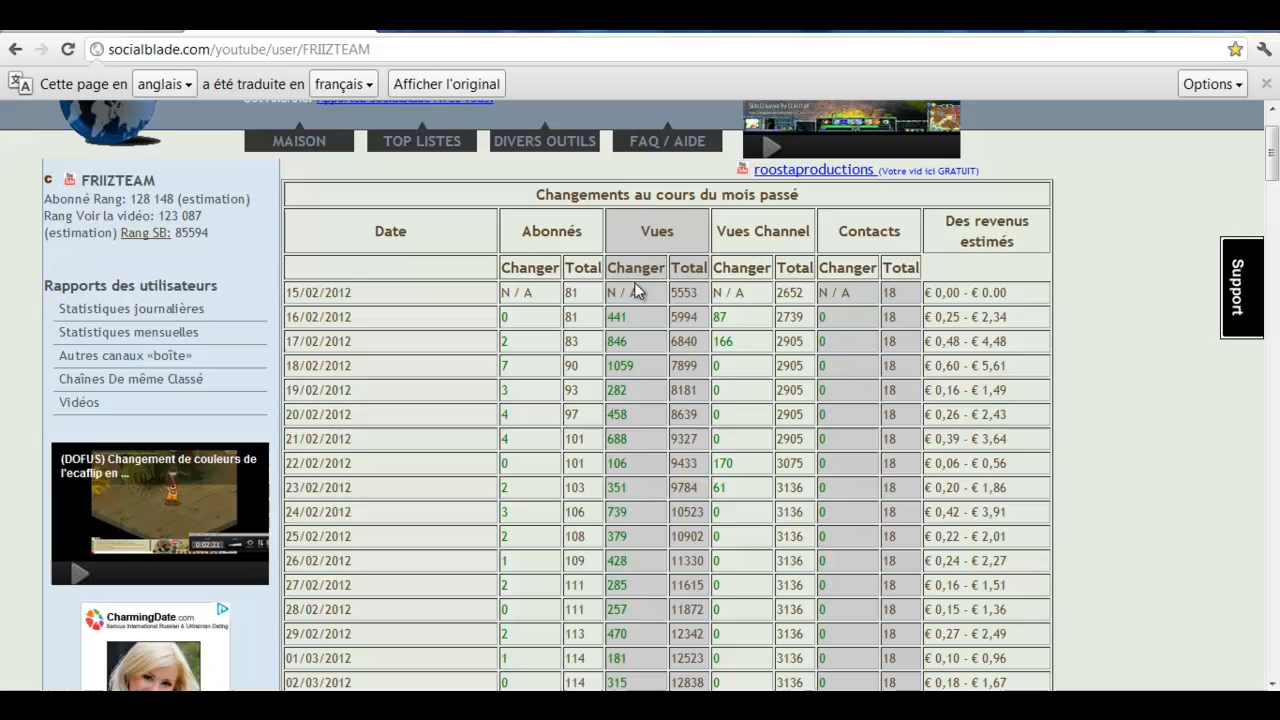 socialblade.com/youtube/user/FRIIZTEAM
Cette page en anglais a été traduite en français Afficher l'original Options
MAISON TOP LISTES DIVERS OUTILS FAQ / AIDE
roostaproductions (Votre vid ici GRATUIT)
C FRIIZTEAM
Abonné Rang: 128 148 (estimation)
Rang Voir la vidéo: 123 087
(estimation) Rang SB: 85594
Rapports des utilisateurs
Statistiques journalières
Statistiques mensuelles
Autres canaux «boîte»
Chaînes De même Classé
Vidéos
(DOFUS) Changement de couleurs de
l'ecaflip en ...
0:02:21
CharmingDate.com
Serious International Russian & Ukrainian Dating
Changements au cours du mois passé
Date Abonnés Vues Vues Channel Contacts Des revenus
estimés
Changer Total Changer Total Changer Total Changer Total
15/02/2012 N / A 81 N / A 5553 N / A 2652 N / A 18 € 0,00 - € 0.00
16/02/2012 0 81 441 5994 87 2739 0 18 € 0,25 - € 2,34
17/02/2012 2 83 846 6840 166 2905 0 18 € 0,48 - € 4,48
18/02/2012 7 90 1059 7899 0 2905 0 18 € 0,60 - € 5,61
19/02/2012 3 93 282 8181 0 2905 0 18 € 0,16 - € 1,49
20/02/2012 4 97 458 8639 0 2905 0 18 € 0,26 - € 2,43
21/02/2012 4 101 688 9327 0 2905 0 18 € 0,39 - € 3,64
22/02/2012 0 101 106 9433 170 3075 0 18 € 0,06 - € 0,56
23/02/2012 2 103 351 9784 61 3136 0 18 € 0,20 - € 1,86
24/02/2012 3 106 739 10523 0 3136 0 18 € 0,42 - € 3,91
25/02/2012 2 108 379 10902 0 3136 0 18 € 0,22 - € 2,01
26/02/2012 1 109 428 11330 0 3136 0 18 € 0,24 - € 2,27
27/02/2012 2 111 285 11615 0 3136 0 18 € 0,16 - € 1,51
28/02/2012 0 111 257 11872 0 3136 0 18 € 0,15 - € 1,36
29/02/2012 2 113 470 12342 0 3136 0 18 € 0,27 - € 2,49
01/03/2012 1 114 181 12523 0 3136 0 18 € 0,10 - € 0,96
02/03/2012 0 114 315 12838 0 3136 0 18 € 0,18 - € 1,67
Support